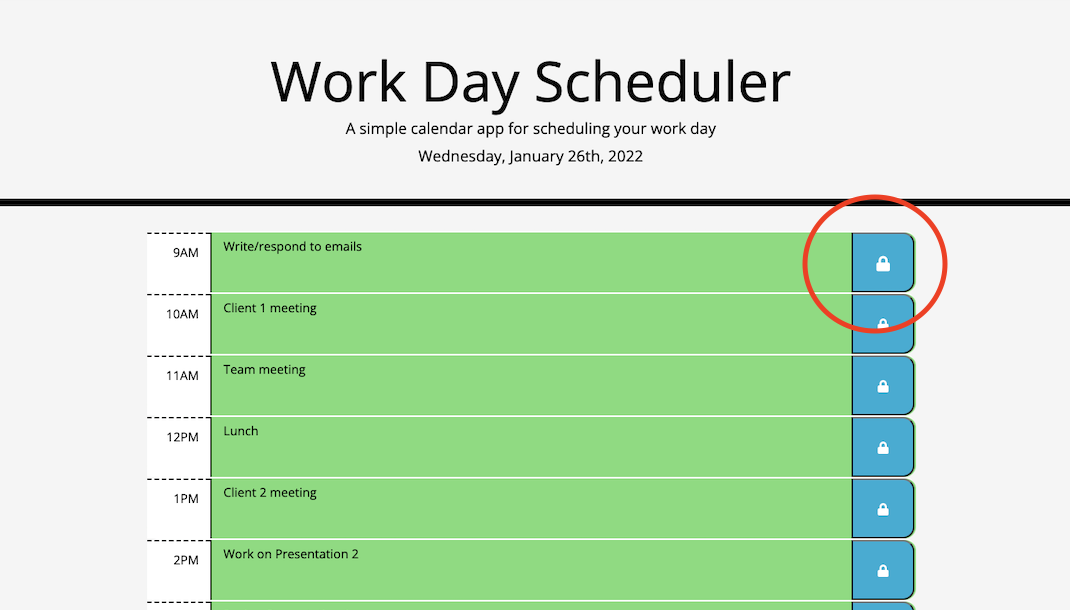 Work Day Scheduler
A simple calendar app for scheduling your work day
Wednesday, January 26th, 2022
9AM Write/respond to emails
10AM Client 1 meeting
11AM Team meeting
12PM Lunch
1PM Client 2 meeting
2PM Work on Presentation 2